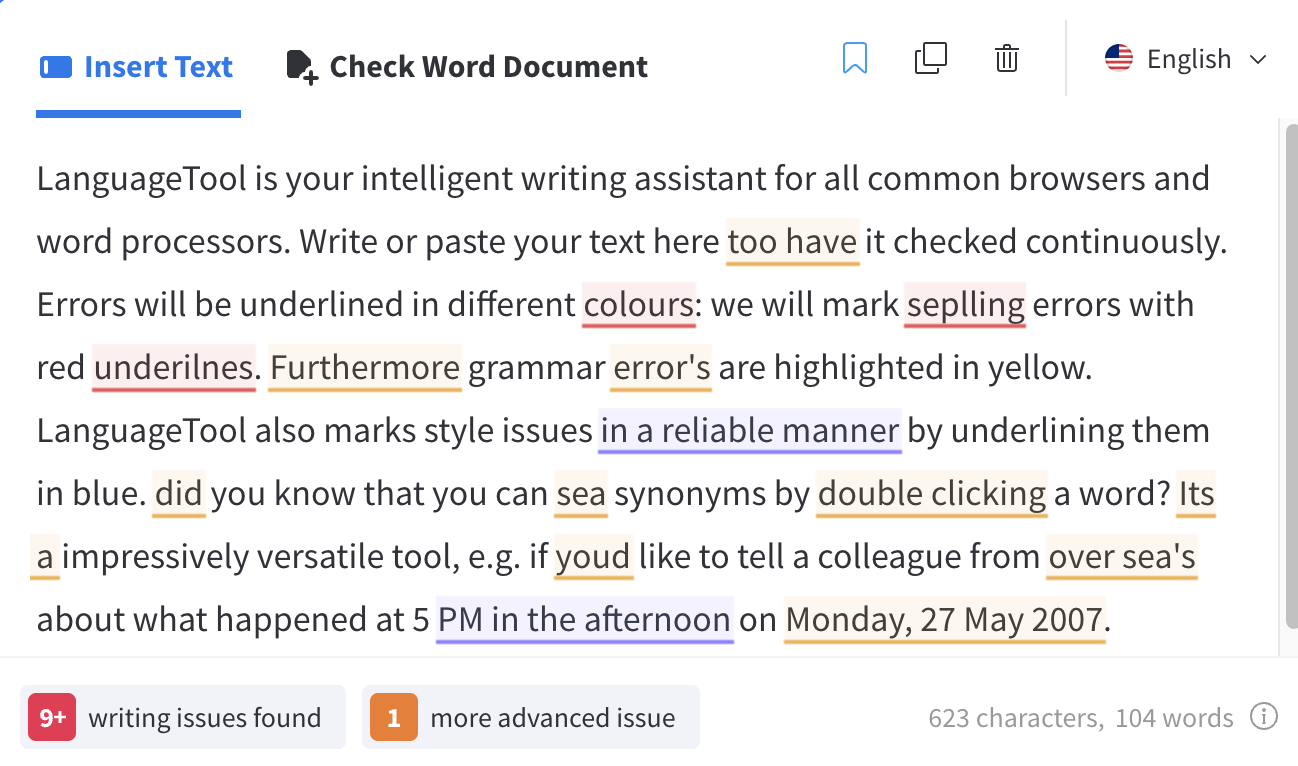 Insert Text
Check Word Document
English
LanguageTool is your intelligent writing assistant for all common browsers and
word processors. Write or paste your text here too have it checked continuously.
Errors will be underlined in different colours: we will mark seplling errors with
red underilnes. Furthermore grammar error's are highlighted in yellow.
LanguageTool also marks style issues in a reliable manner by underlining them
in blue. did you know that you can sea synonyms by double clicking a word? Its
a impressively versatile tool, e.g. if youd like to tell a colleague from over sea's
about what happened at 5 PM in the afternoon on Monday, 27 May 2007.
9+ writing issues found
1 more advanced issue
623 characters, 104 words